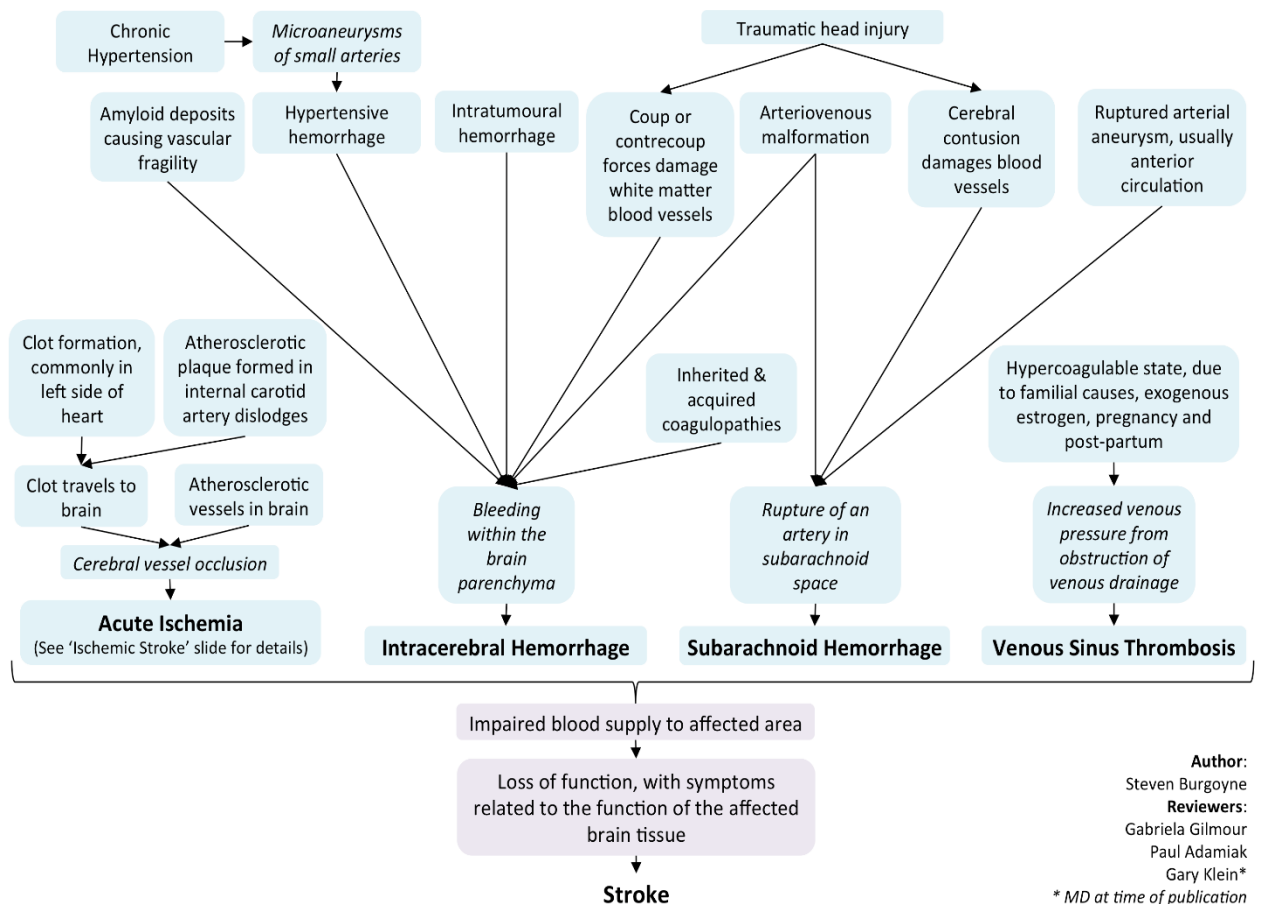 Chronic
Hypertension
Microaneurysms
of small arteries
Traumatic head injury
Amyloid deposits
causing vascular
fragility
Hypertensive
hemorrhage
Intratumoural
hemorrhage
Coup or
contrecoup
forces damage
white matter
blood vessels
Arteriovenous
malformation
Cerebral
contusion
damages blood
vessels
Ruptured arterial
aneurysm, usually
anterior
circulation
Clot formation,
commonly in
left side of
heart
Atherosclerotic
plaque formed in
internal carotid
artery dislodges
Inherited &
acquired
coagulopathies
Hypercoagulable state, due
to familial causes, exogenous
estrogen, pregnancy and
post-partum
Clot travels to
brain
Atherosclerotic
vessels in brain
Cerebral vessel occlusion
Bleeding
within the
brain
parenchyma
Rupture of an
artery in
subarachnoid
space
Increased venous
pressure from
obstruction of
venous drainage
Acute Ischemia
(See ‘Ischemic Stroke’ slide for details)
Intracerebral Hemorrhage
Subarachnoid Hemorrhage
Venous Sinus Thrombosis
Impaired blood supply to affected area
Loss of function, with symptoms
related to the function of the affected
brain tissue
Stroke
Author:
Steven Burgoyne
Reviewers:
Gabriela Gilmour
Paul Adamiak
Gary Klein*
* MD at time of publication